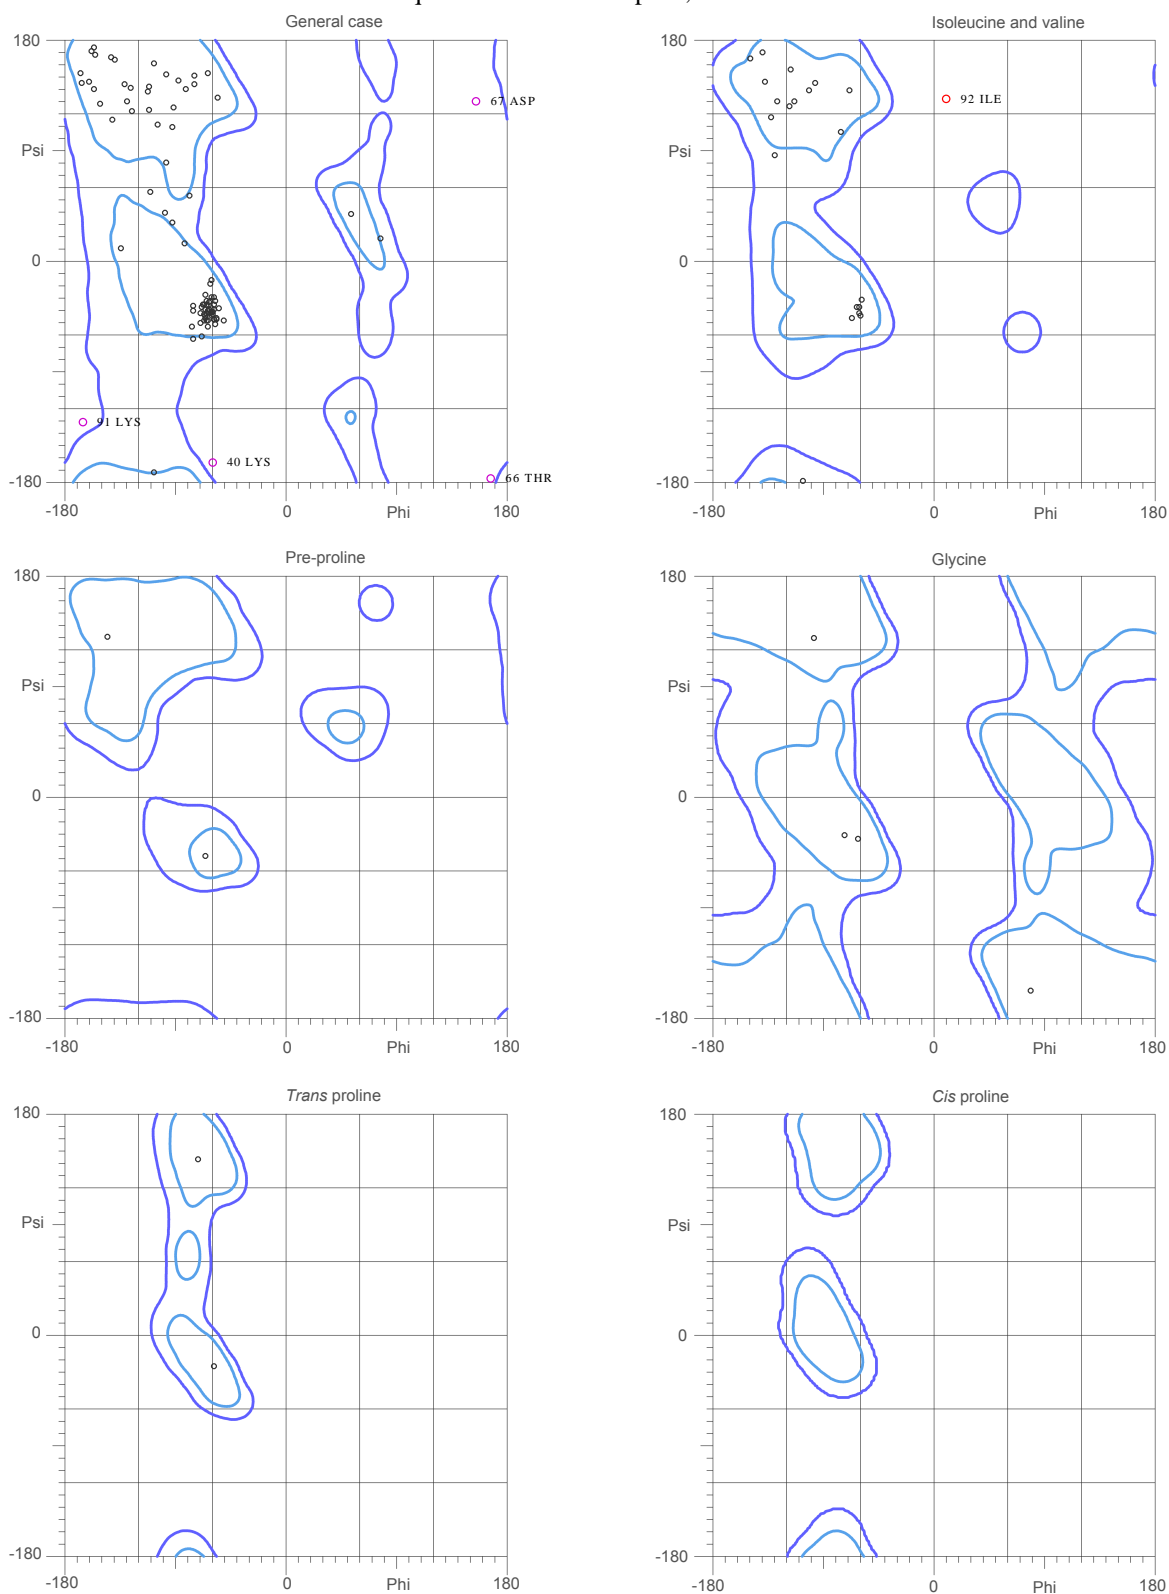 General case
Isoleucine and valine
180
180
67 ASP
92 ILE
Psi
Psi
0
0
91 LYS
40 LYS
66 THR
-180
-180
-180
0
Phi
180
-180
0
Phi
180
Pre-proline
Glycine
180
180
Psi
Psi
0
0
-180
-180
-180
0
Phi
180
-180
0
Phi
180
Trans proline
Cis proline
180
180
Psi
Psi
0
0
-180
-180
-180
0
Phi
180
-180
0
Phi
180